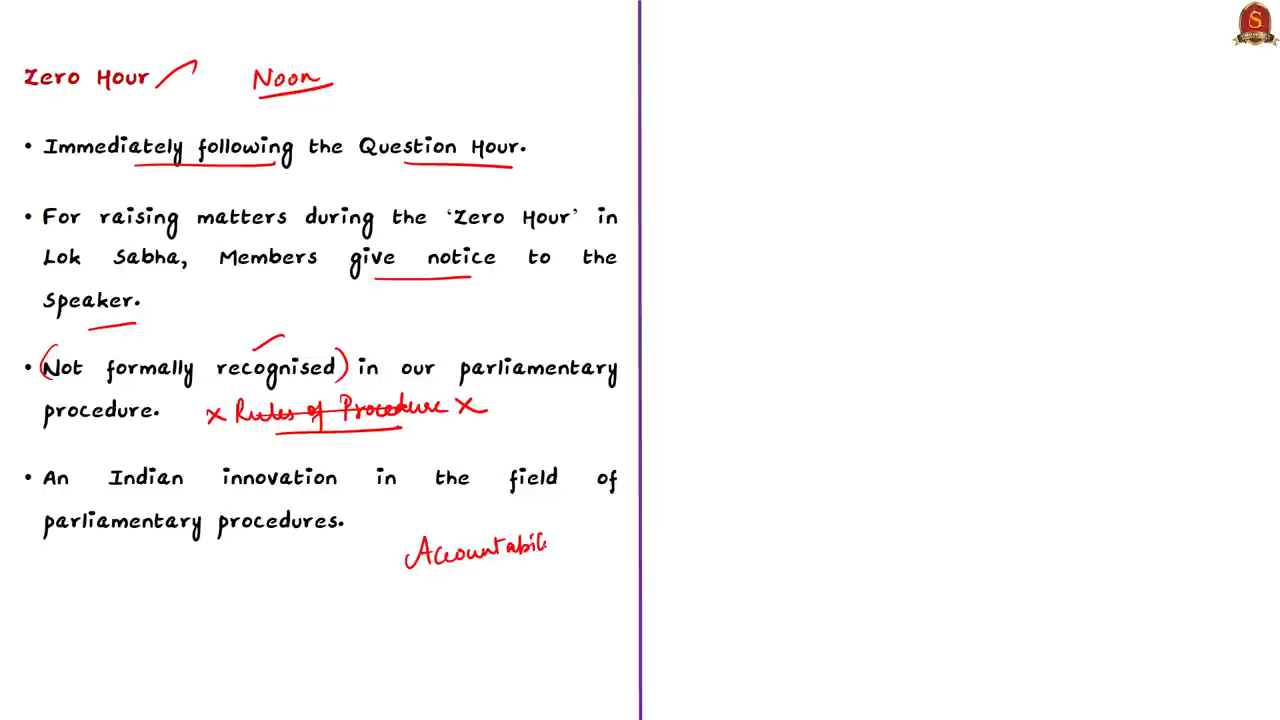 Zero Hour Noon
• Immediately following the Question Hour.
• For raising matters during the ‘Zero Hour’ in
Lok Sabha, Members give notice to the
speaker.
• (Not formally recognised) in our parliamentary
procedure. x Rules of Procedure x
• An Indian innovation in the field of
parliamentary procedures.
Accountabil
S